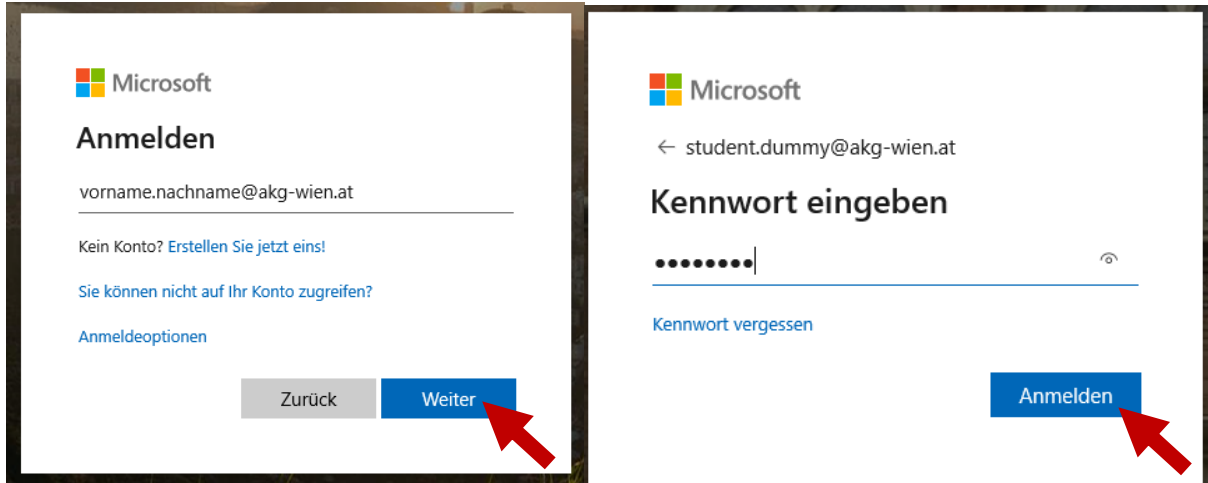 Microsoft
Anmelden
vorname.nachname@akg-wien.at
Kein Konto? Erstellen Sie jetzt eins!
Sie können nicht auf Ihr Konto zugreifen?
Anmeldeoptionen
Zurück
Weiter
Microsoft
← student.dummy@akg-wien.at
Kennwort eingeben
●●●●●●●●
Kennwort vergessen
Anmelden